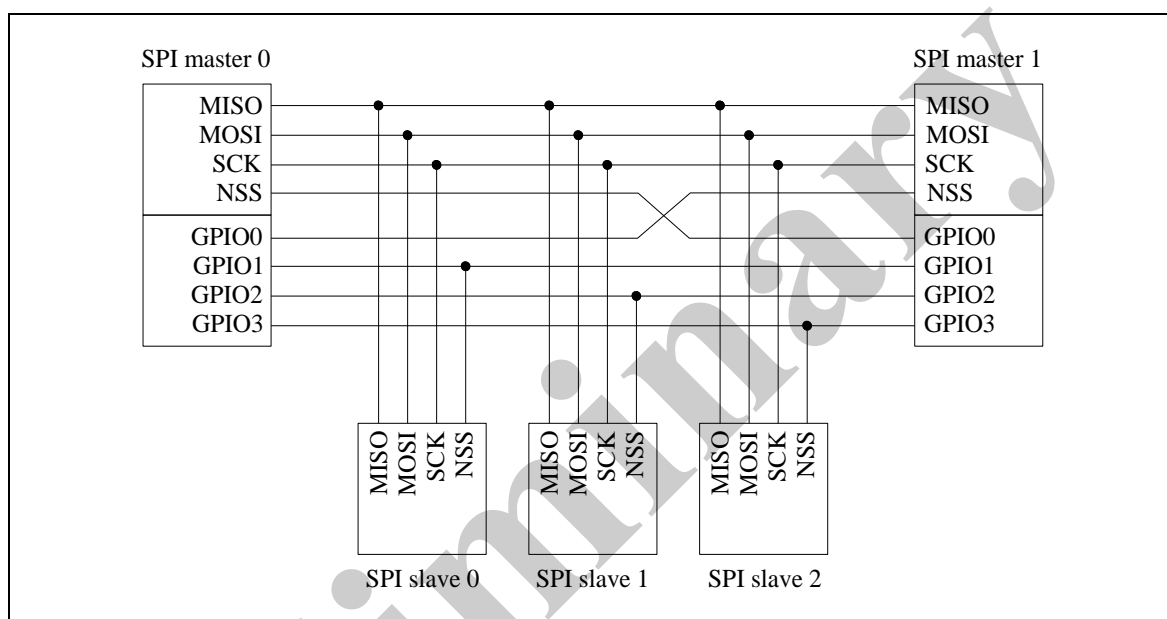 SPI master 0
SPI master 1
MISO
MOSI
SCK
NSS
GPIO0
GPIO1
GPIO2
GPIO3
MISO
MOSI
SCK
NSS
GPIO0
GPIO1
GPIO2
GPIO3
MISO
MOSI
SCK
NSS
MISO
MOSI
SCK
NSS
MISO
MOSI
SCK
NSS
SPI slave 0
SPI slave 1
SPI slave 2
iminary